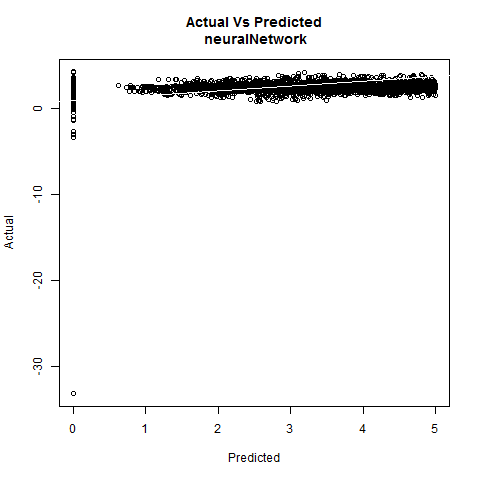 Actual Vs Predicted
neuralNetwork
0
-10
-20
-30
Actual
0 1 2 3 4 5
Predicted